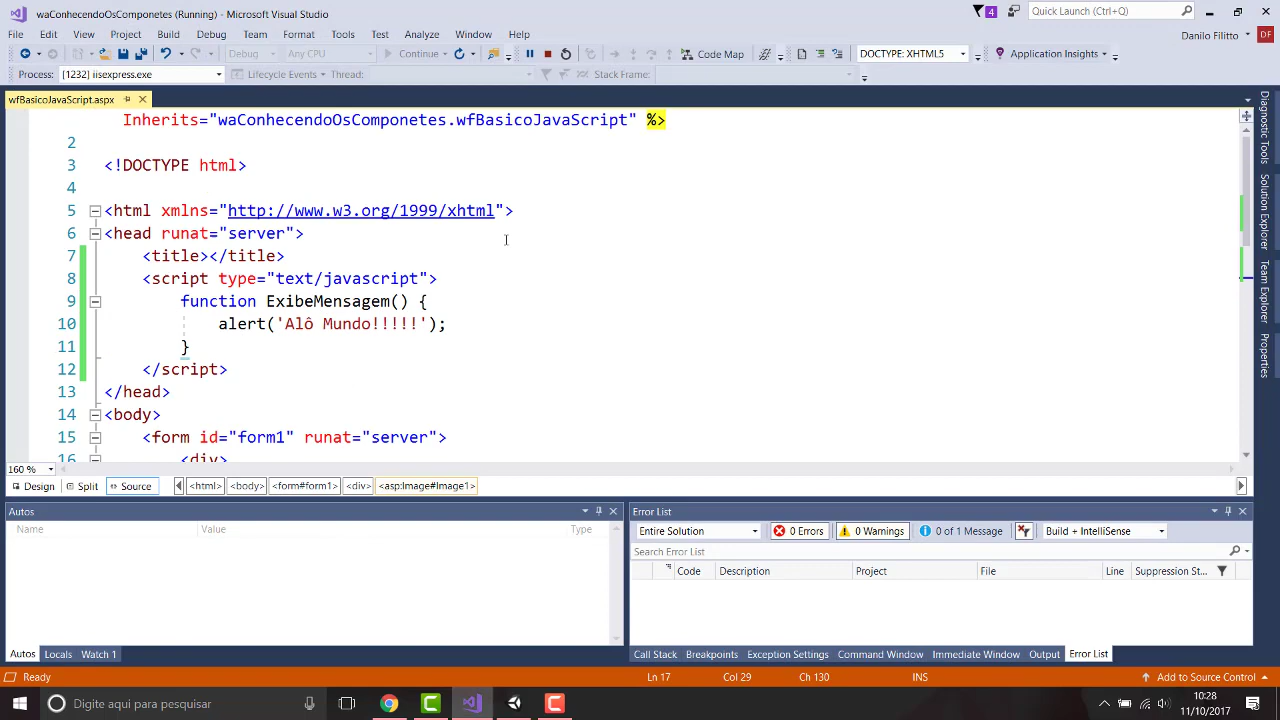 waConhecendoOsComponetes (Running) - Microsoft Visual Studio
4
Quick Launch (Ctrl+Q)
File Edit View Project Build Debug Team Format Tools Test Analyze Window Help
Danilo Filitto DF
Debug Any CPU Continue Code Map DOCTYPE: XHTML5 Application Insights
Process: [1232] iisexpress.exe Lifecycle Events Thread: Stack Frame:
wfBasicoJavaScript.aspx
Inherits="waConhecendoOsComponetes.wfBasicoJavaScript" %>
2
3 <!DOCTYPE html>
4
5 <html xmlns="http://www.w3.org/1999/xhtml">
6 <head runat="server">
7 <title></title>
8 <script type="text/javascript">
9 function ExibeMensagem() {
10 alert('Alô Mundo!!!!!');
11 }
12 </script>
13 </head>
14 <body>
15 <form id="form1" runat="server">
16 <div>
160 %
Design Split Source <html> <body> <form#form1> <div> <asp:Image#Image1>
Autos
Name Value Type
Autos Locals Watch 1
Error List
Entire Solution 0 Errors 0 Warnings 0 of 1 Message Build + IntelliSense
Search Error List
Code Description Project File Line Suppression St...
Call Stack Breakpoints Exception Settings Command Window Immediate Window Output Error List
Diagnostic Tools
Solution Explorer
Team Explorer
Properties
Ready Ln 17 Col 29 Ch 130 INS Add to Source Control
Digite aqui para pesquisar
10:28
11/10/2017